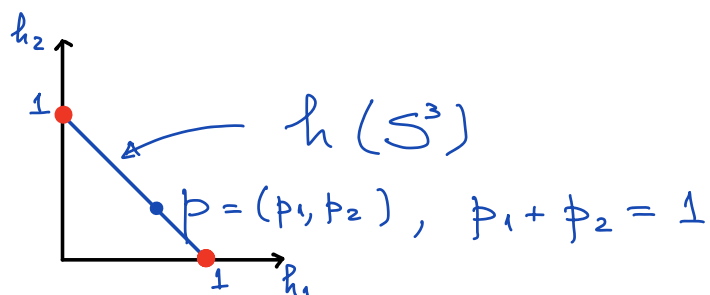 h₂
1
h (S³)
p = (p₁, p₂) , p₁ + p₂ = 1
1
h₁